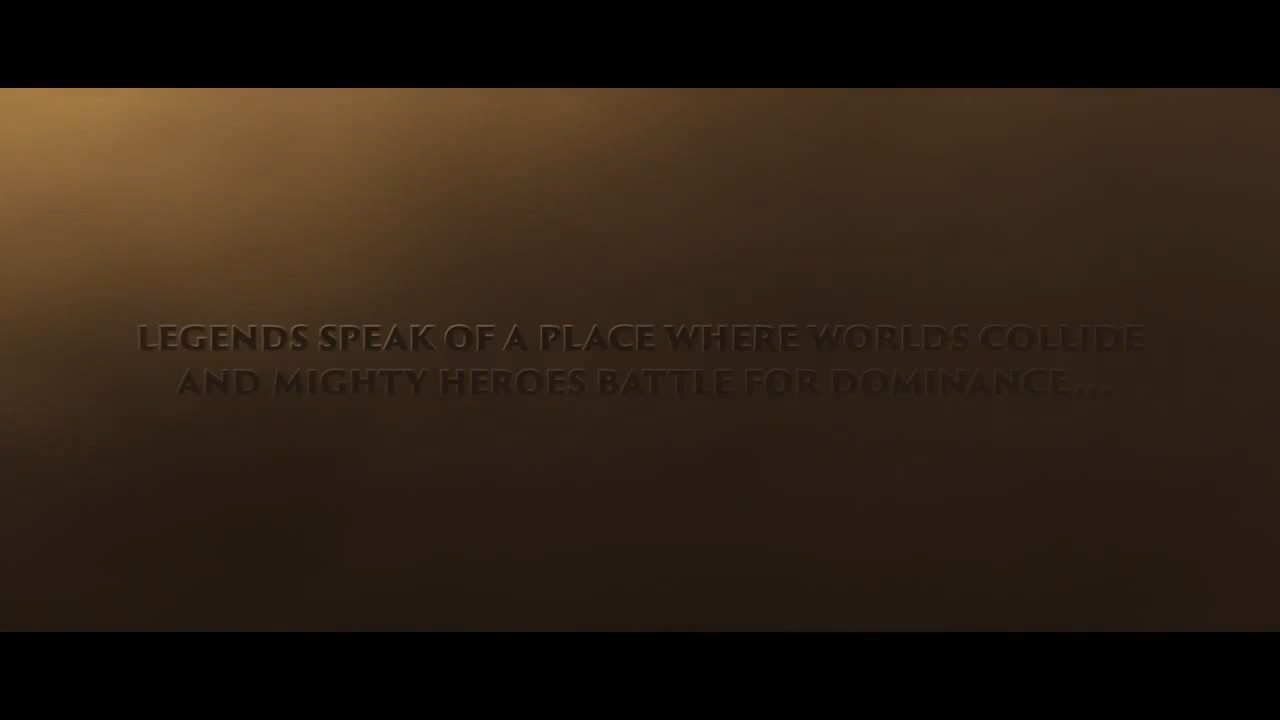 LEGENDS SPEAK OF A PLACE WHERE WORLDS COLLIDE
AND MIGHTY HEROES BATTLE FOR DOMINANCE...